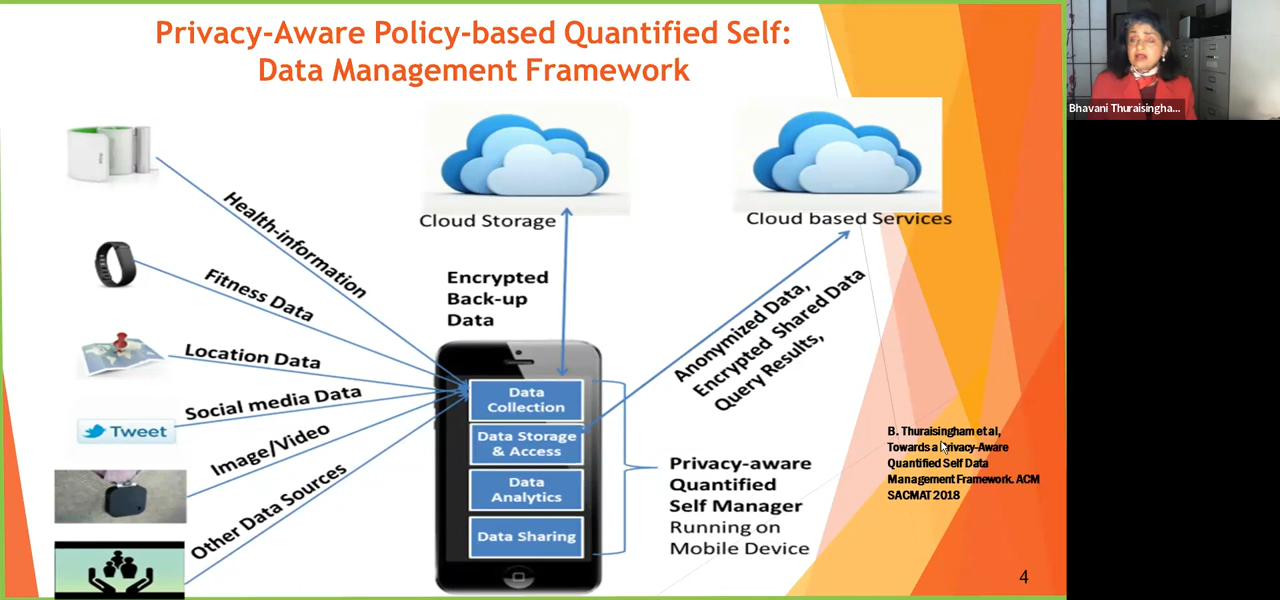 Privacy-Aware Policy-based Quantified Self:
Data Management Framework
Bhavani Thuraisingha...
Cloud Storage
Cloud based Services
Health-information
Fitness Data
Location Data
Social media Data
Tweet
Image/Video
Other Data Sources
Encrypted
Back-up
Data
Anonymized Data,
Encrypted Shared Data
Query Results,
Data
Collection
Data Storage
& Access
Data
Analytics
Data Sharing
Privacy-aware
Quantified
Self Manager
Running on
Mobile Device
B. Thuraisingham et al,
Towards a Privacy-Aware
Quantified Self Data
Management Framework. ACM
SACMAT 2018
4